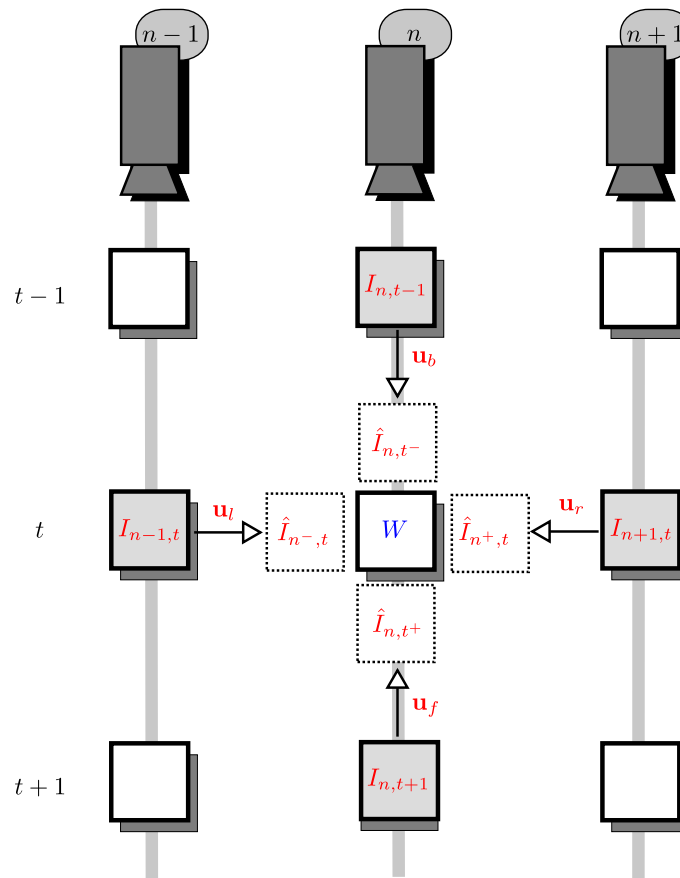 n − 1 n n + 1
t − 1 I_{n,t−1}
u_b
Î_{n,t^-}
t I_{n−1,t} u_l Î_{n^-,t} W Î_{n^+,t} u_r I_{n+1,t}
Î_{n,t^+}
u_f
t + 1 I_{n,t+1}